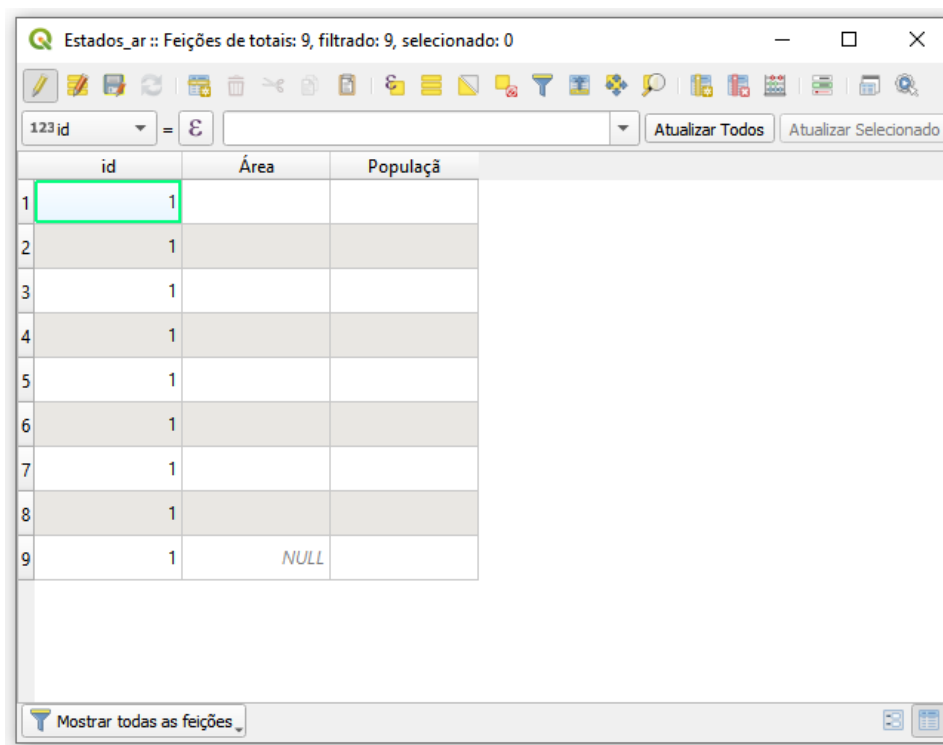 Estados_ar :: Feições de totais: 9, filtrado: 9, selecionado: 0
123 id = ε Atualizar Todos Atualizar Selecionado
id Área Populaçã
1 1
2 1
3 1
4 1
5 1
6 1
7 1
8 1
9 1 NULL
Mostrar todas as feições